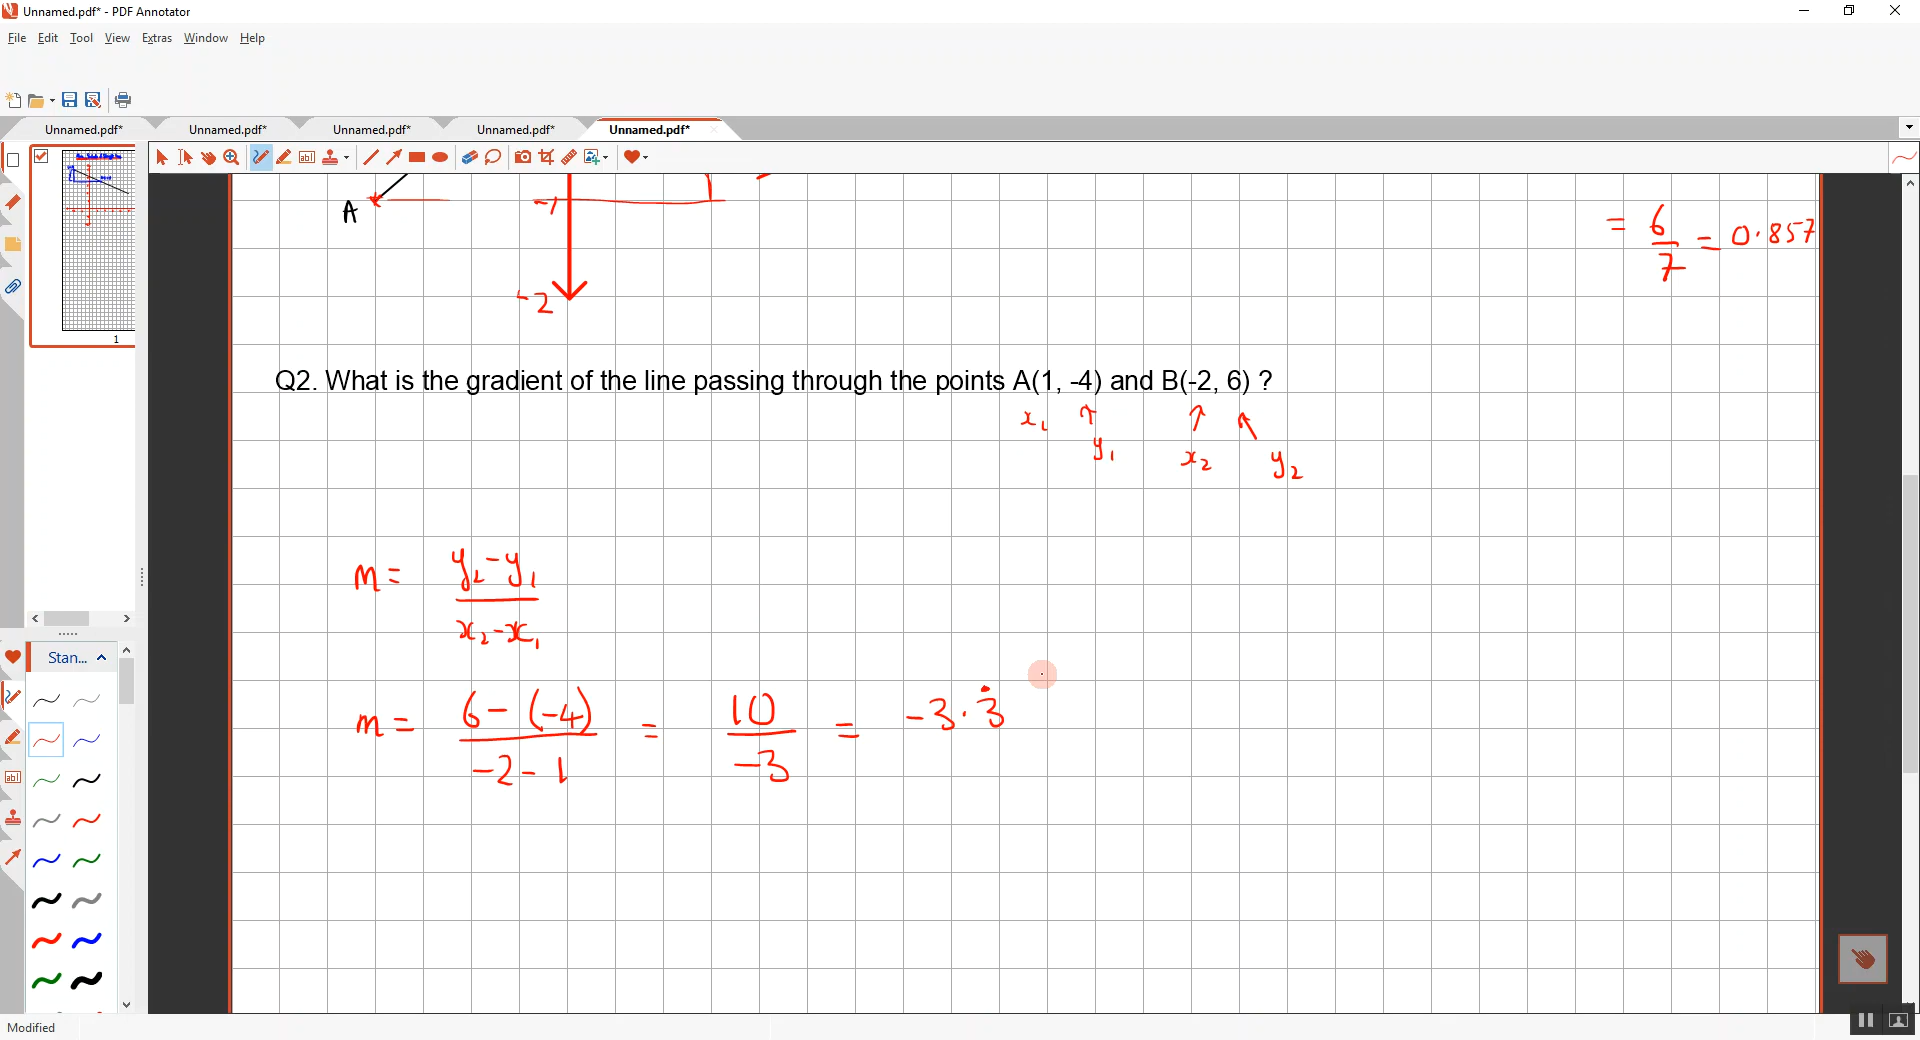 Unnamed.pdf* - PDF Annotator
File Edit Tool View Extras Window Help
Unnamed.pdf* Unnamed.pdf* Unnamed.pdf* Unnamed.pdf* Unnamed.pdf*
A
-1
-2
= 6/7 = 0.857
Q2. What is the gradient of the line passing through the points A(1, -4) and B(-2, 6) ?
x₁ y₁ x₂ y₂
m = (y₂-y₁)/(x₂-x₁)
m = (6-(-4))/(-2-1) = 10/-3 = -3.3̇
1
Stan...
Modified